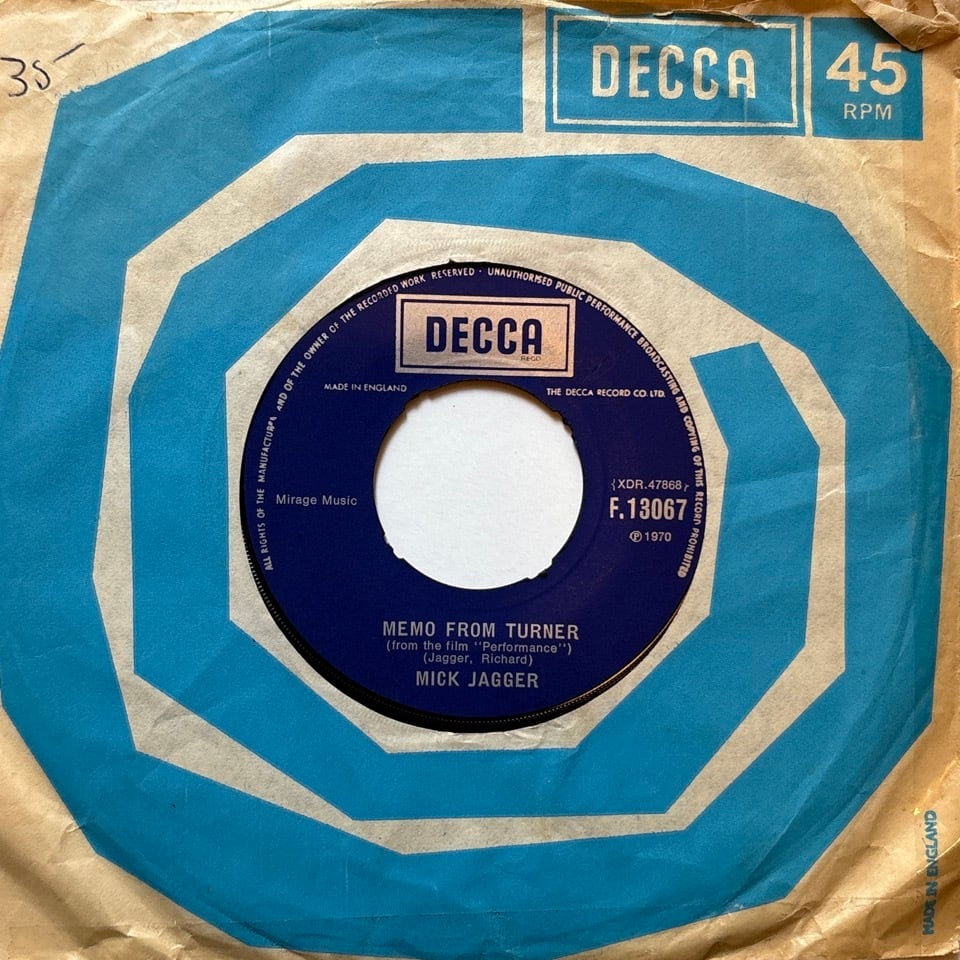 35-
DECCA
45
RPM
ALL RIGHTS OF THE MANUFACTURER AND OF THE OWNER OF THE RECORDED WORK RESERVED · UNAUTHORISED PUBLIC PERFORMANCE BROADCASTING AND COPYING OF THIS RECORD PROHIBITED
DECCA
REGD
MADE IN ENGLAND
THE DECCA RECORD CO. LTD.
Mirage Music
{XDR.47868}
F.13067
℗ 1970
MEMO FROM TURNER
(from the film "Performance")
(Jagger, Richard)
MICK JAGGER
MADE IN ENGLAND